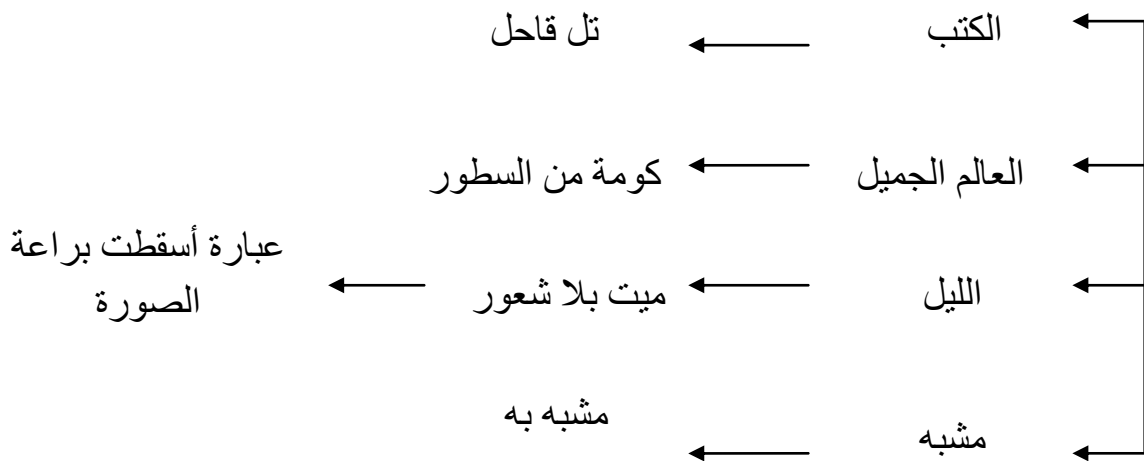 الكتب
تل قاحل
العالم الجميل
كومة من السطور
الليل
ميت بلا شعور
عبارة أسقطت براعة
الصورة
مشبه
مشبه به